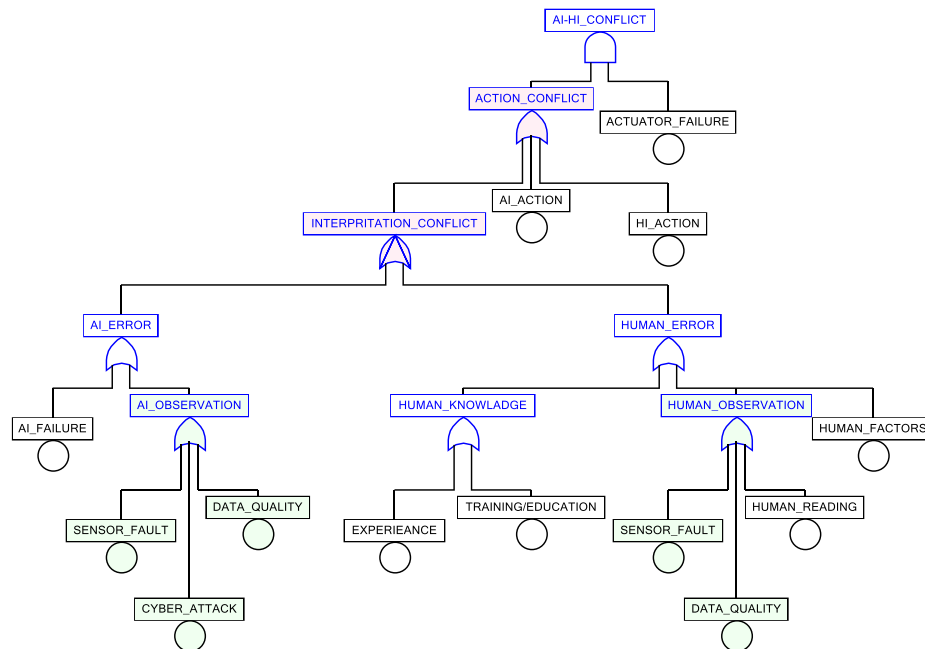 AI-HI_CONFLICT
ACTION_CONFLICT
ACTUATOR_FAILURE
AI_ACTION
INTERPRITATION_CONFLICT
HI_ACTION
AI_ERROR
HUMAN_ERROR
AI_OBSERVATION
HUMAN_KNOWLADGE
HUMAN_OBSERVATION
AI_FAILURE
HUMAN_FACTORS
DATA_QUALITY
TRAINING/EDUCATION
HUMAN_READING
SENSOR_FAULT
EXPERIEANCE
SENSOR_FAULT
CYBER_ATTACK
DATA_QUALITY